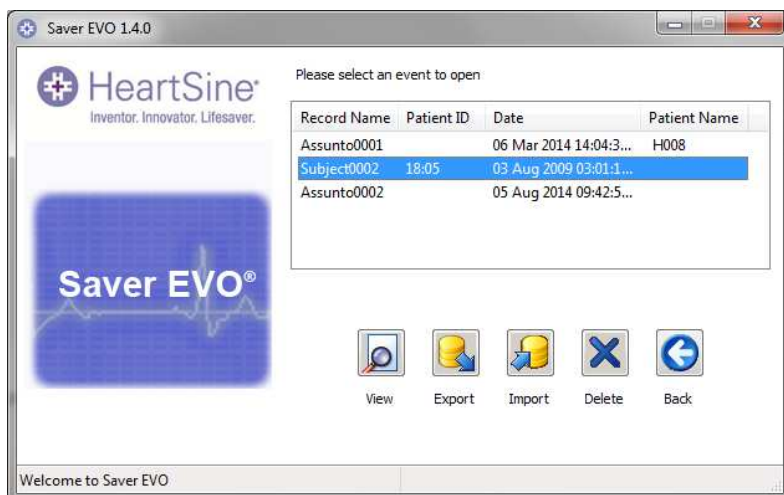 Saver EVO 1.4.0
HeartSine
Inventor. Innovator. Lifesaver.
Saver EVO®
Please select an event to open
Record Name Patient ID Date Patient Name
Assunto0001 06 Mar 2014 14:04:3... H008
Subject0002 18:05 03 Aug 2009 03:01:1...
Assunto0002 05 Aug 2014 09:42:5...
View Export Import Delete Back
Welcome to Saver EVO